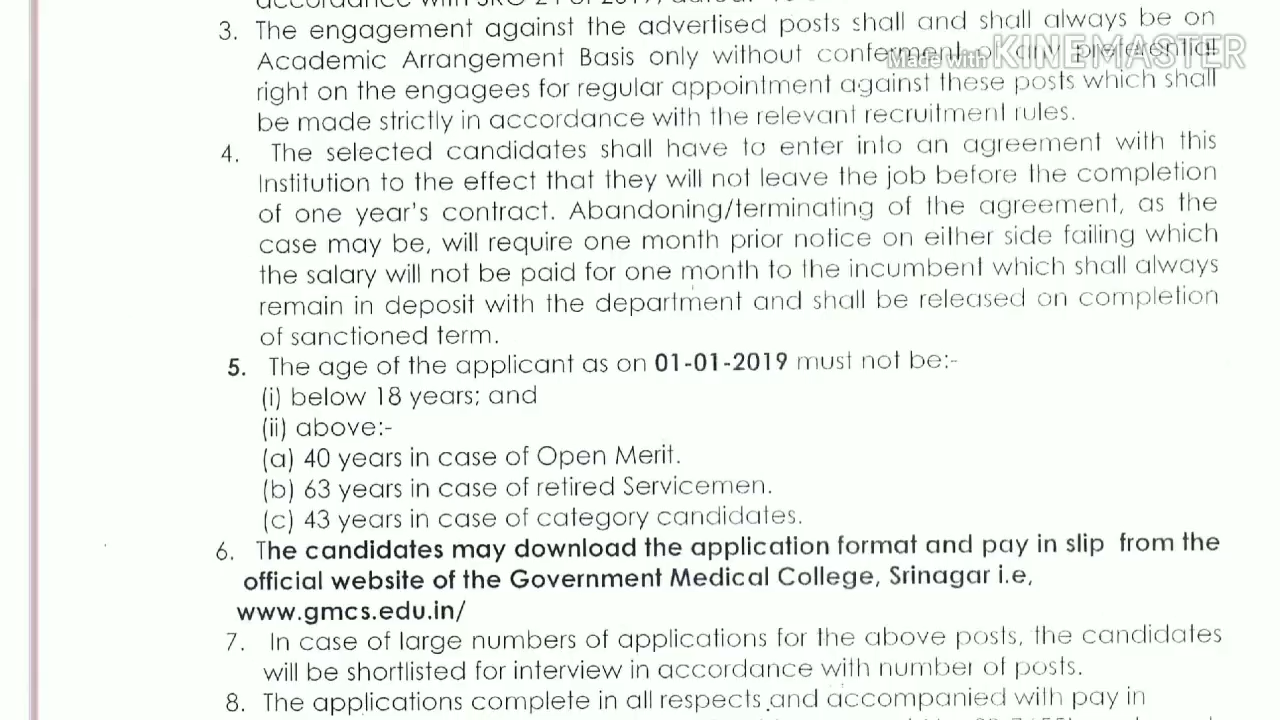 3. The engagement against the advertised posts shall and shall always be on
Academic Arrangement Basis only without conferment of any preferential
Made with KINEMASTER
right on the engagees for regular appointment against these posts which shall
be made strictly in accordance with the relevant recruitment rules.
4. The selected candidates shall have to enter into an agreement with this
Institution to the effect that they will not leave the job before the completion
of one year's contract. Abandoning/terminating of the agreement, as the
case may be, will require one month prior notice on either side failing which
the salary will not be paid for one month to the incumbent which shall always
remain in deposit with the department and shall be released on completion
of sanctioned term.
5. The age of the applicant as on 01-01-2019 must not be:-
(i) below 18 years; and
(ii) above:-
(a) 40 years in case of Open Merit.
(b) 63 years in case of retired Servicemen.
(c) 43 years in case of category candidates.
6. The candidates may download the application format and pay in slip from the
official website of the Government Medical College, Srinagar i.e,
www.gmcs.edu.in/
7. In case of large numbers of applications for the above posts, the candidates
will be shortlisted for interview in accordance with number of posts.
8. The applications complete in all respects and accompanied with pay in